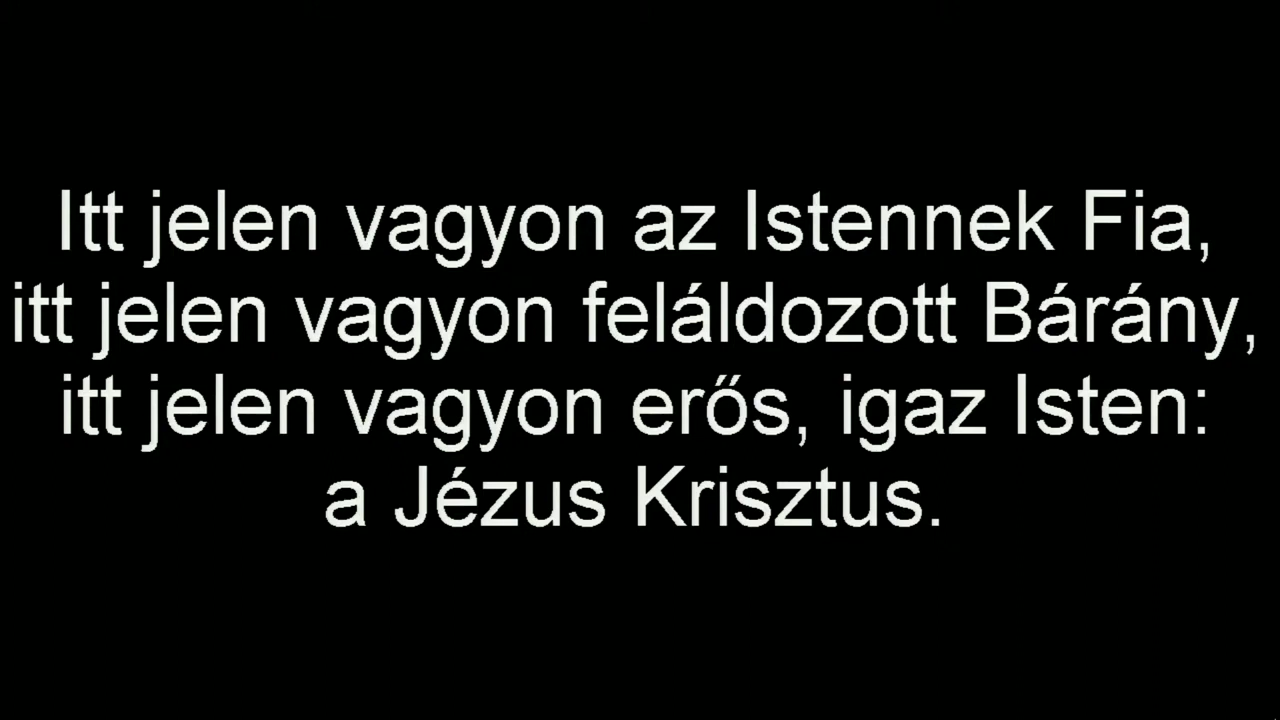 Itt jelen vagyon az Istennek Fia,
itt jelen vagyon feláldozott Bárány,
itt jelen vagyon erős, igaz Isten:
a Jézus Krisztus.